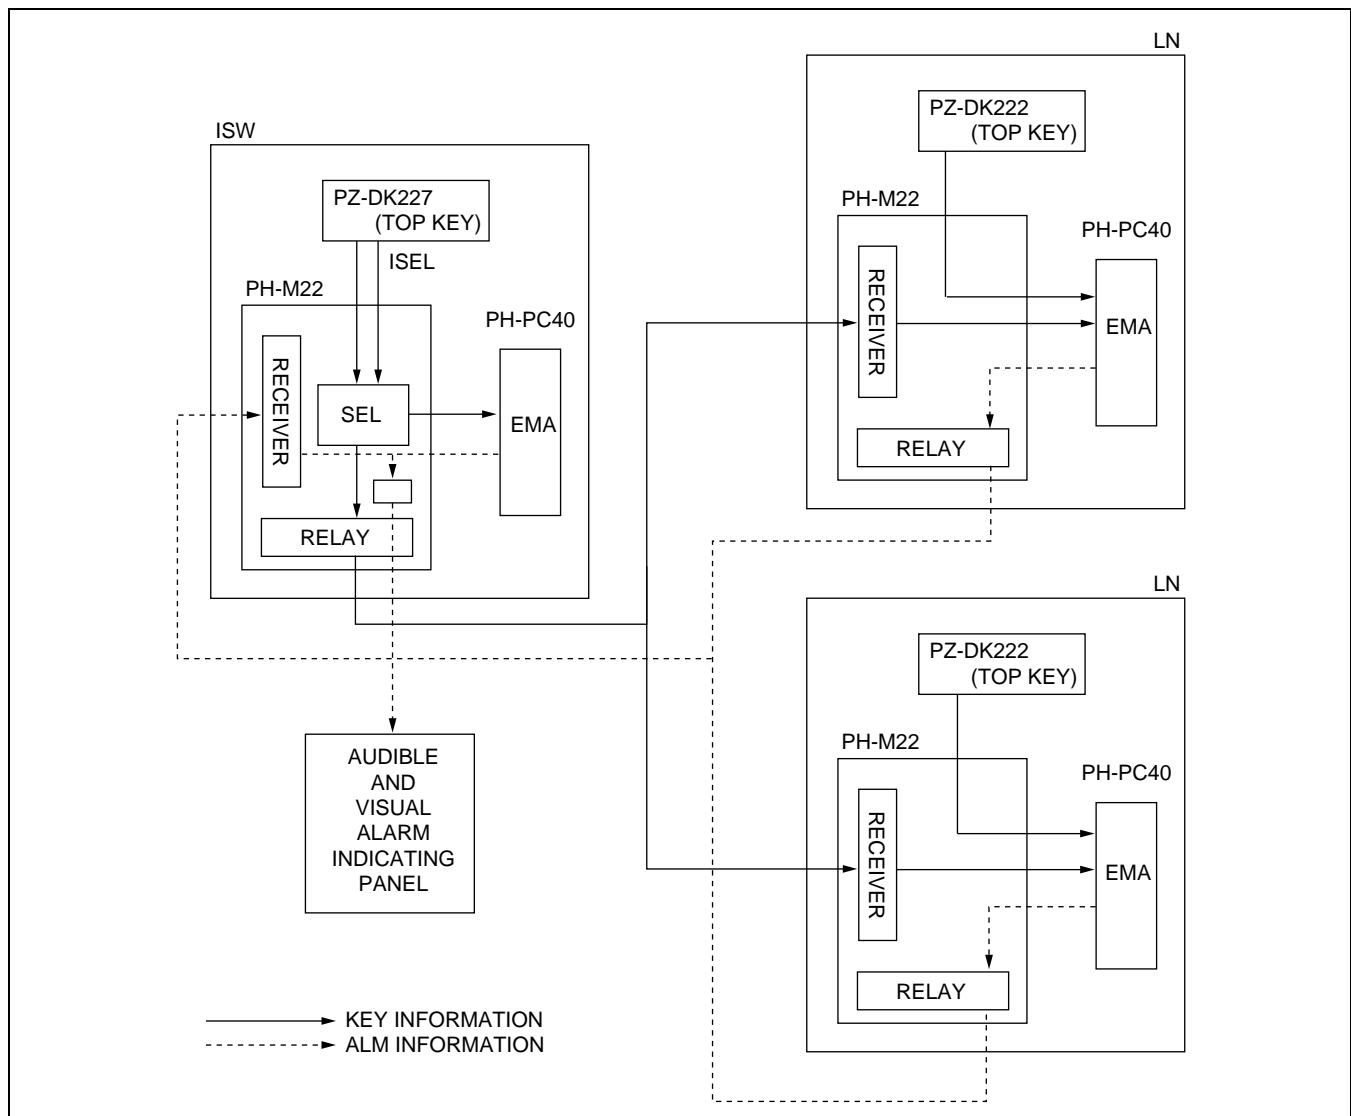 ISW
PZ-DK227
(TOP KEY)
ISEL
PH-M22
PH-PC40
RECEIVER
SEL
EMA
RELAY
AUDIBLE
AND
VISUAL
ALARM
INDICATING
PANEL
LN
PZ-DK222
(TOP KEY)
PH-M22
PH-PC40
RECEIVER
EMA
RELAY
LN
PZ-DK222
(TOP KEY)
PH-M22
PH-PC40
RECEIVER
EMA
RELAY
KEY INFORMATION
ALM INFORMATION